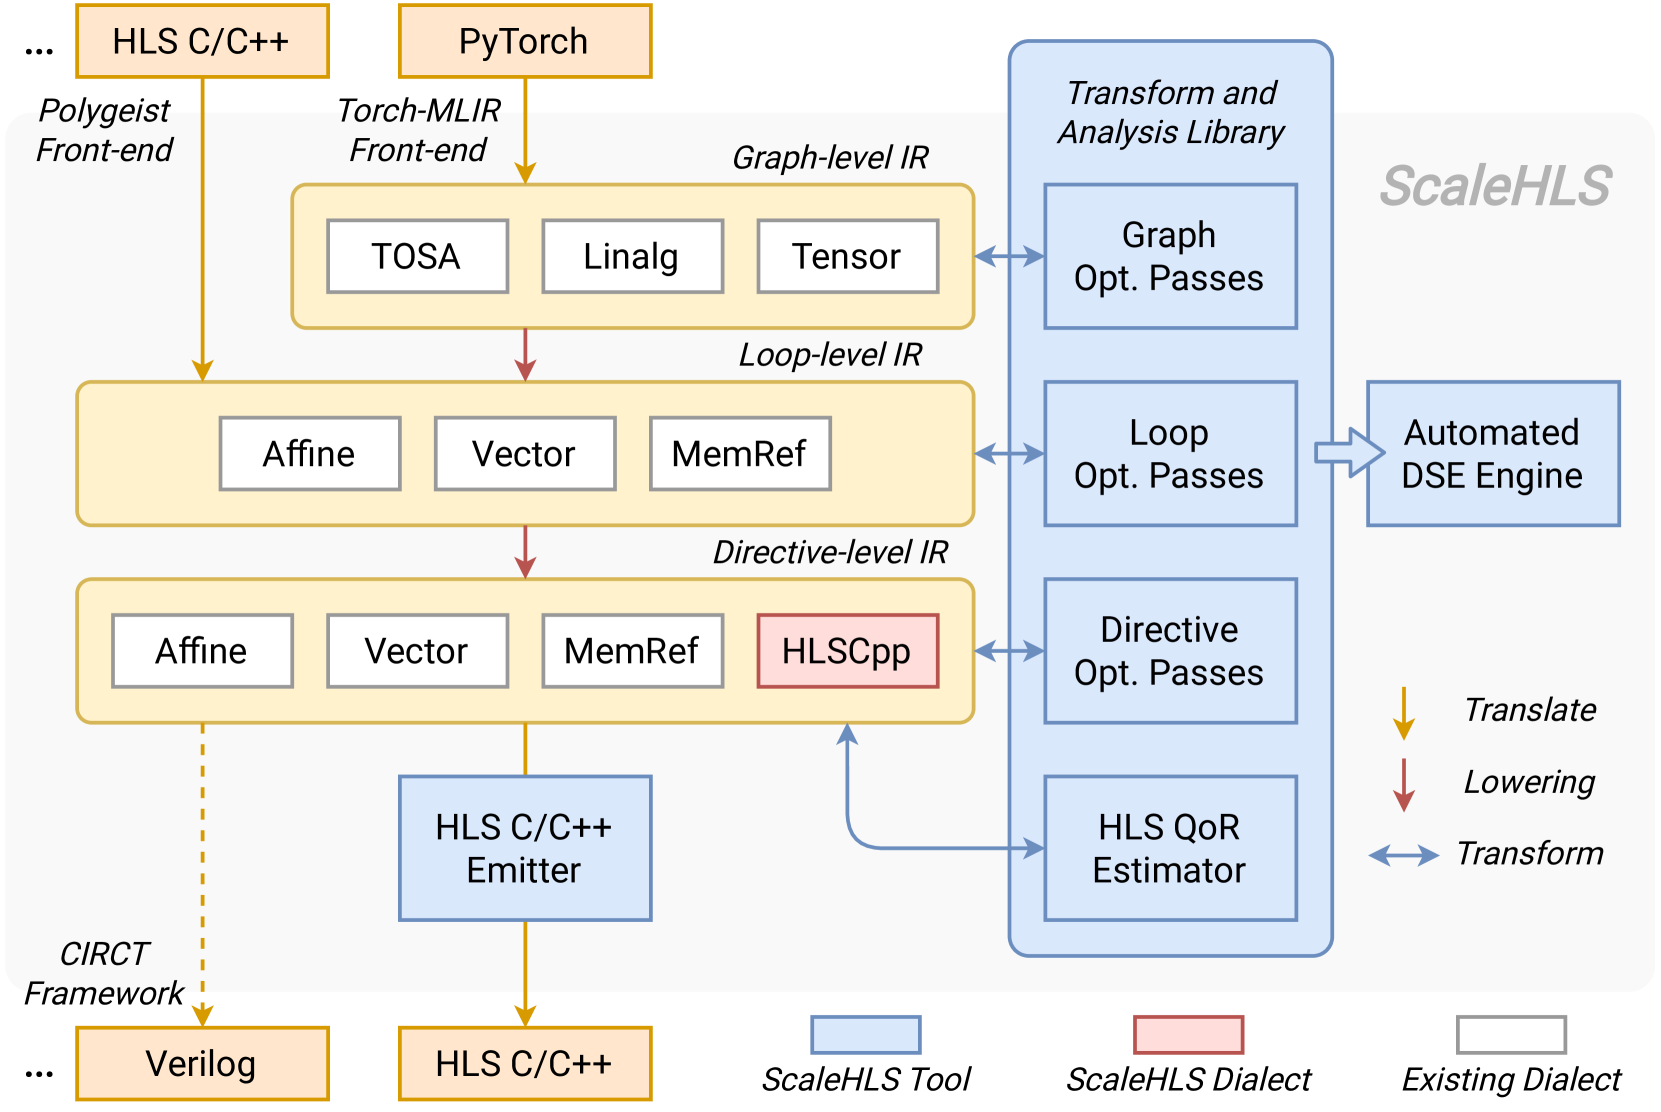 ... HLS C/C++ PyTorch
Polygeist
Front-end
Torch-MLIR
Front-end
Graph-level IR
TOSA Linalg Tensor
Loop-level IR
Affine Vector MemRef
Directive-level IR
Affine Vector MemRef HLSCpp
HLS C/C++
Emitter
CIRCT
Framework
... Verilog HLS C/C++
Transform and
Analysis Library
Graph
Opt. Passes
Loop
Opt. Passes
Directive
Opt. Passes
HLS QoR
Estimator
ScaleHLS
Automated
DSE Engine
Translate
Lowering
Transform
ScaleHLS Tool ScaleHLS Dialect Existing Dialect